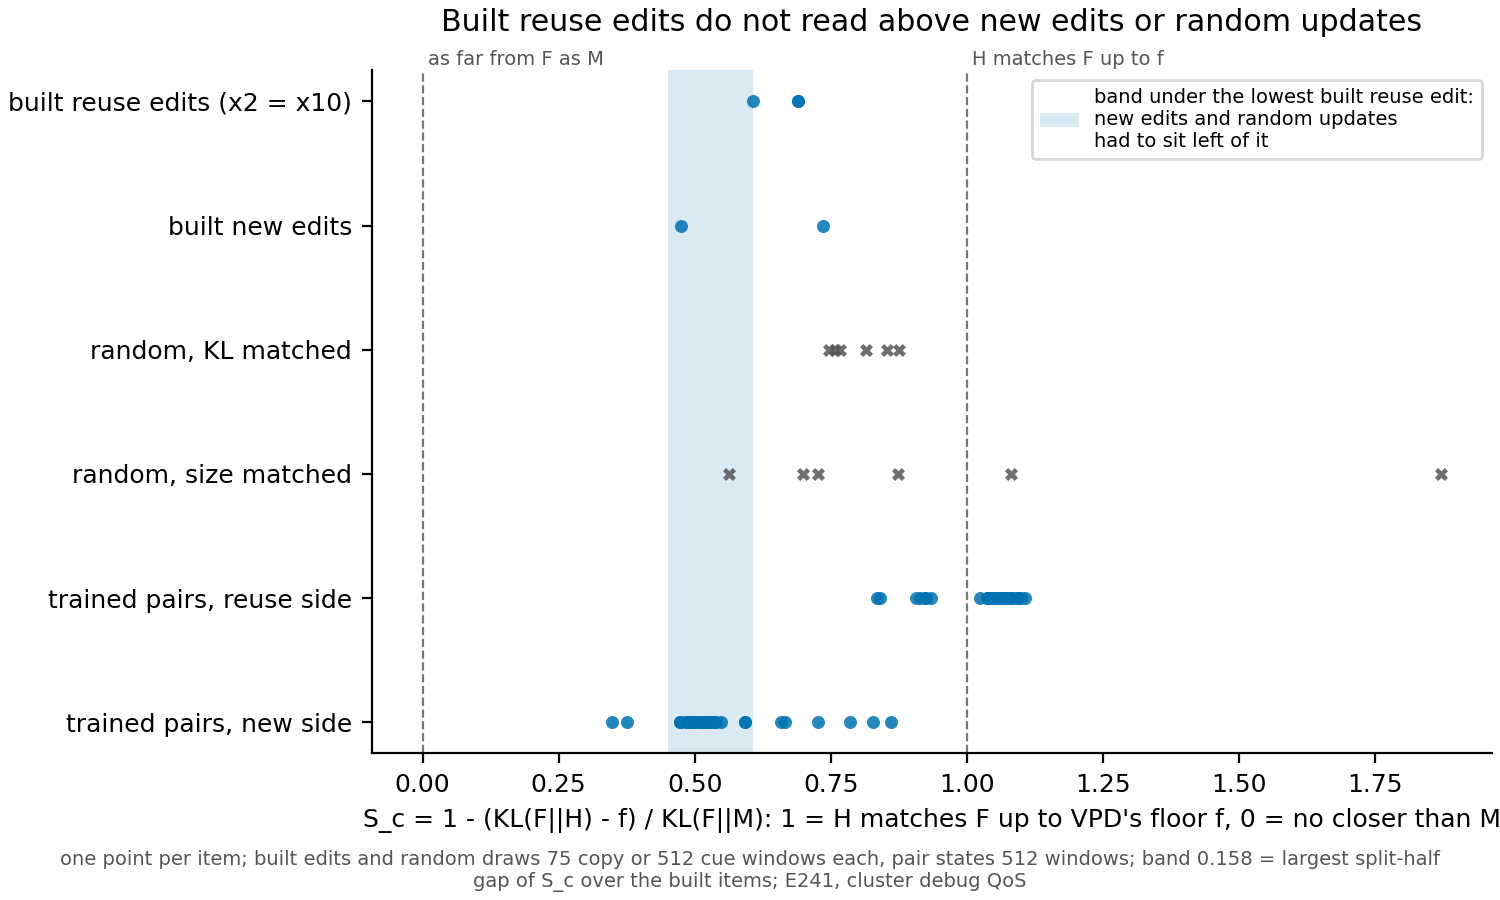 Built reuse edits do not read above new edits or random updates
as far from F as M
H matches F up to f
band under the lowest built reuse edit:
new edits and random updates
had to sit left of it
built reuse edits (x2 = x10)
built new edits
random, KL matched
random, size matched
trained pairs, reuse side
trained pairs, new side
0.00 0.25 0.50 0.75 1.00 1.25 1.50 1.75
S_c = 1 - (KL(F||H) - f) / KL(F||M): 1 = H matches F up to VPD's floor f, 0 = no closer than M
one point per item; built edits and random draws 75 copy or 512 cue windows each, pair states 512 windows; band 0.158 = largest split-half
gap of S_c over the built items; E241, cluster debug QoS